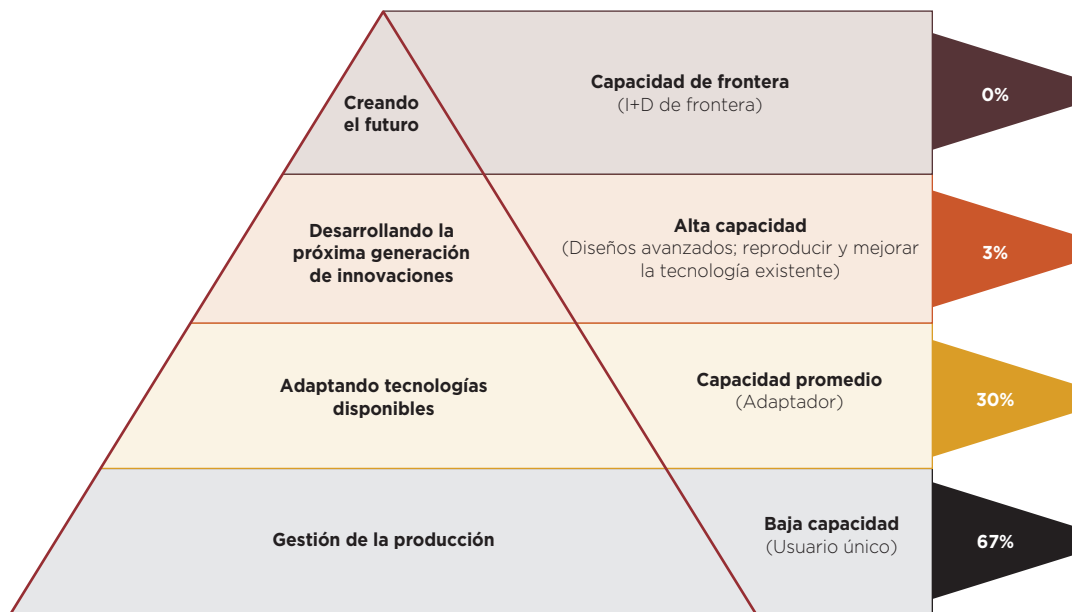 Creando
el futuro
Capacidad de frontera
(I+D de frontera)
0%
Desarrollando la
próxima generación
de innovaciones
Alta capacidad
(Diseños avanzados; reproducir y mejorar
la tecnología existente)
3%
Adaptando tecnologías
disponibles
Capacidad promedio
(Adaptador)
30%
Gestión de la producción
Baja capacidad
(Usuario único)
67%